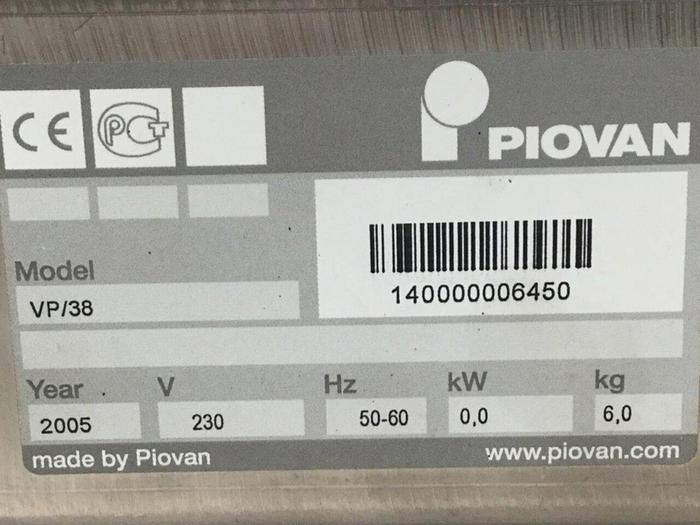 CE PCT
PIOVAN
140000006450
Model
VP/38
Year V Hz kW kg
2005 230 50-60 0,0 6,0
made by Piovan www.piovan.com